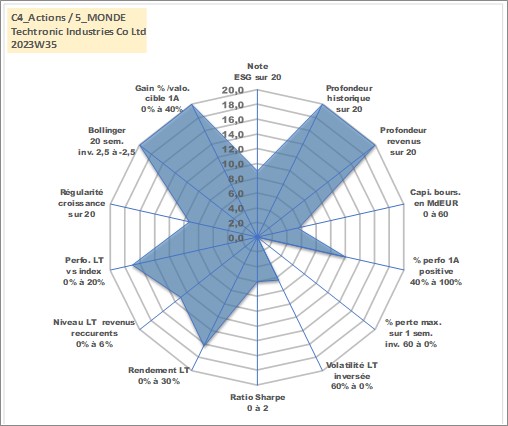 C4_Actions / 5_MONDE
Techtronic Industries Co Ltd
2023W35
Note
ESG sur 20
Profondeur
historique
sur 20
Profondeur
revenus
sur 20
Capi. bours.
en MdEUR
0 à 60
% perfo 1A
positive
40% à 100%
% perte max.
sur 1 sem.
inv. 60 à 0%
Volatilité LT
inversée
60% à 0%
Ratio Sharpe
0 à 2
Rendement LT
0% à 30%
Niveau LT revenus
reccurents
0% à 6%
Perfo. LT
vs index
0% à 20%
Régularité
croissance
sur 20
Bollinger
20 sem.
inv. 2,5 à -2,5
Gain %/valo.
cible 1A
0% à 40%
20,0
18,0
16,0
14,0
12,0
10,0
8,0
6,0
4,0
2,0
0,0